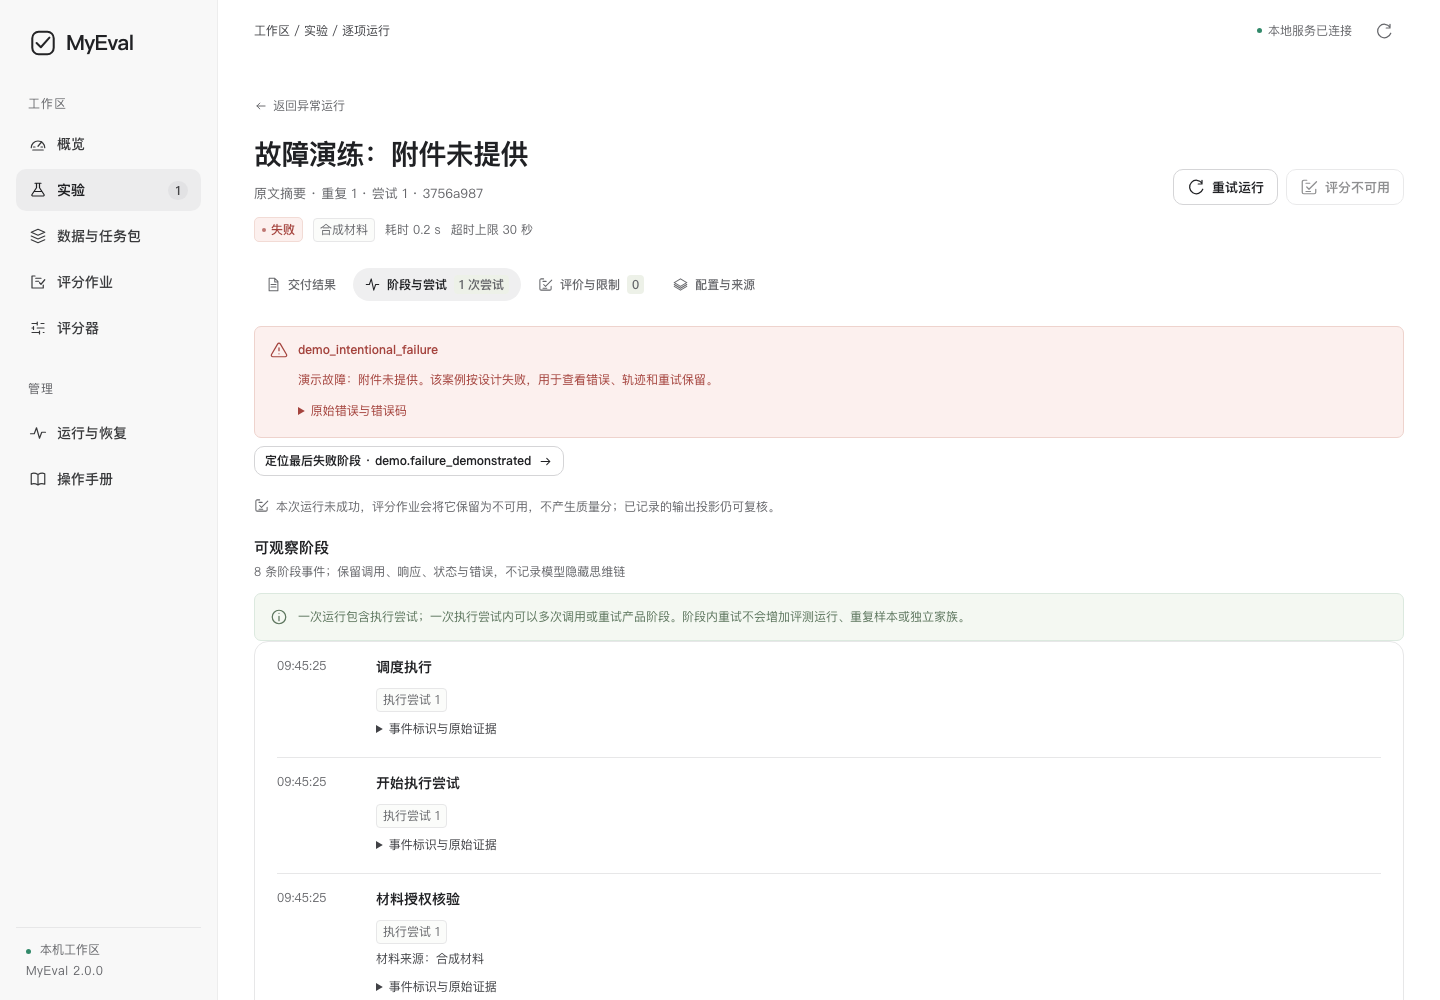 MyEval
工作区
概览
实验 1
数据与任务包
评分作业
评分器
管理
运行与恢复
操作手册
本机工作区
MyEval 2.0.0
工作区 / 实验 / 逐项运行
本地服务已连接
← 返回异常运行
故障演练：附件未提供
原文摘要 · 重复 1 · 尝试 1 · 3756a987
失败 合成材料 耗时 0.2 s 超时上限 30 秒
重试运行 评分不可用
交付结果 阶段与尝试 1 次尝试 评价与限制 0 配置与来源
demo_intentional_failure
演示故障：附件未提供。该案例按设计失败，用于查看错误、轨迹和重试保留。
▶ 原始错误与错误码
定位最后失败阶段 · demo.failure_demonstrated →
本次运行未成功，评分作业会将它保留为不可用，不产生质量分；已记录的输出投影仍可复核。
可观察阶段
8 条阶段事件；保留调用、响应、状态与错误，不记录模型隐藏思维链
一次运行包含执行尝试；一次执行尝试内可以多次调用或重试产品阶段。阶段内重试不会增加评测运行、重复样本或独立家族。
09:45:25 调度执行
执行尝试 1
▶ 事件标识与原始证据
09:45:25 开始执行尝试
执行尝试 1
▶ 事件标识与原始证据
09:45:25 材料授权核验
执行尝试 1
材料来源：合成材料
▶ 事件标识与原始证据